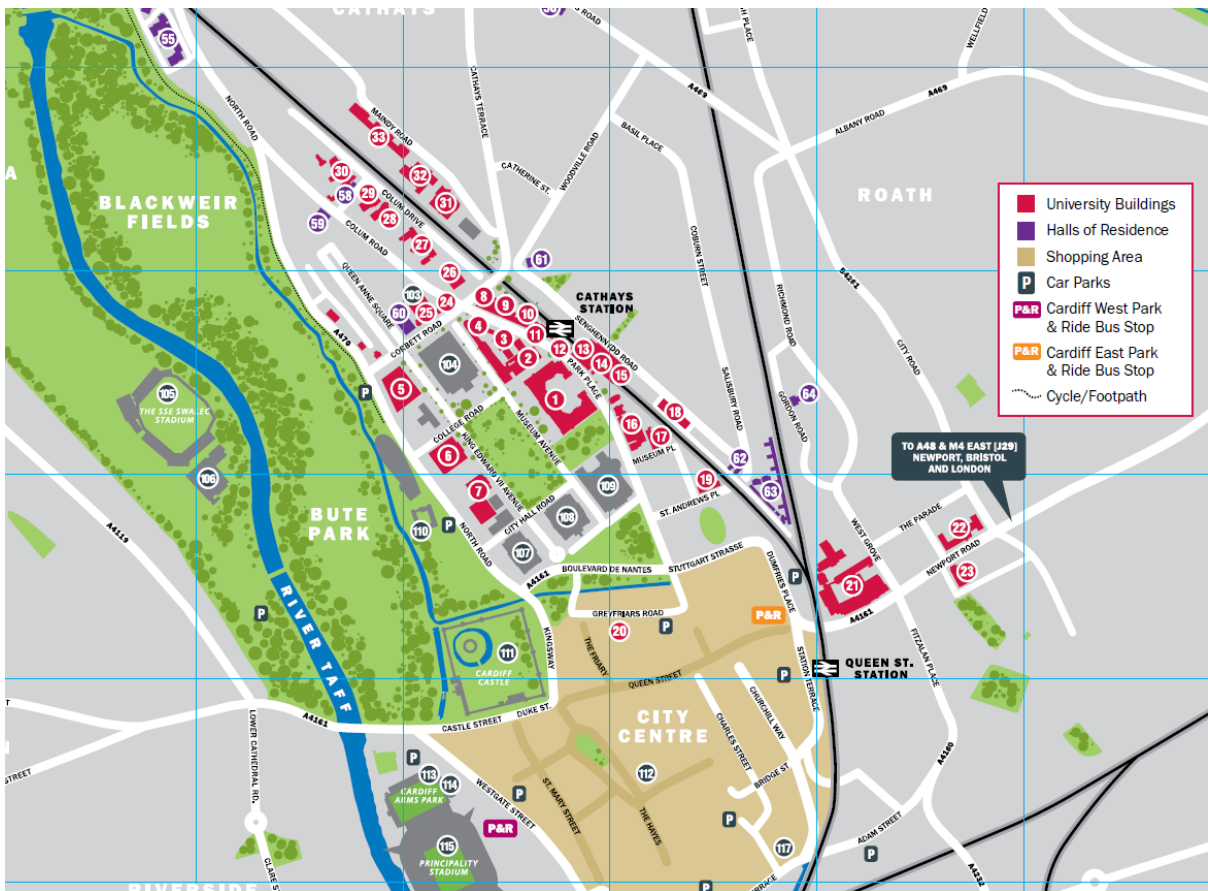 CATHAYS
56
55
WELLFIELD
A469
A469
ALBANY ROAD
NORTH ROAD
MAINDY ROAD
33
CATHAYS TERRACE
BASIL PLACE
WOODVILLE ROAD
CATHERINE ST.
A
BLACKWEIR
FIELDS
ROATH
30
32
58
29
31
28
COLUM DRIVE
59
27
COLUM ROAD
26
61
QUEEN ANNE SQUARE
103
24
25
60
CORBETT ROAD
A470
8
9
10
11
4
3
2
CATHAYS
STATION
SENGHENNYDD ROAD
12
13
14
15
PARK PLACE
COBURN STREET
RICHMOND ROAD
B4261
CITY ROAD
University Buildings
Halls of Residence
Shopping Area
P
Car Parks
P&R
Cardiff West Park
& Ride Bus Stop
P&R
Cardiff East Park
& Ride Bus Stop
Cycle/Footpath
104
5
P
1
105
THE SSE SWALEC
STADIUM
COLLEGE ROAD
MUSEUM AVENUE
SALISBURY ROAD
GORDON ROAD
64
18
16
17
MUSEUM PL
6
KING EDWARD VII AVENUE
106
7
109
62
63
19
ST. ANDREWS PL
TO A48 & M4 EAST [J29]
NEWPORT, BRISTOL
AND LONDON
BUTE
PARK
110
P
CITY HALL ROAD
108
107
NORTH ROAD
A4119
A4161
BOULEVARD DE NANTES
STUTTGART STRASSE
DUMFRIES PLACE
WEST GROVE
THE PARADE
22
NEWPORT ROAD
23
21
A4161
P
P
RIVER TAFF
GREYFRIARS ROAD
20
P
P&R
KINGSWAY
THE FRIARY
111
CARDIFF
CASTLE
QUEEN STREET
STATION TERRACE
QUEEN ST.
STATION
FITZALAN PLACE
P
A4161
CASTLE STREET
DUKE ST.
CITY
CENTRE
CHURCHILL WAY
CHARLES STREET
LOWER CATHEDRAL RD.
STREET
P
113
114
CARDIFF
ARMS PARK
WESTGATE STREET
P
ST. MARY STREET
112
THE HAYES
BRIDGE ST
A4160
P
P&R
115
PRINCIPALITY
STADIUM
117
ADAM STREET
P
A4232
P
CLARE S
RIVERSIDE